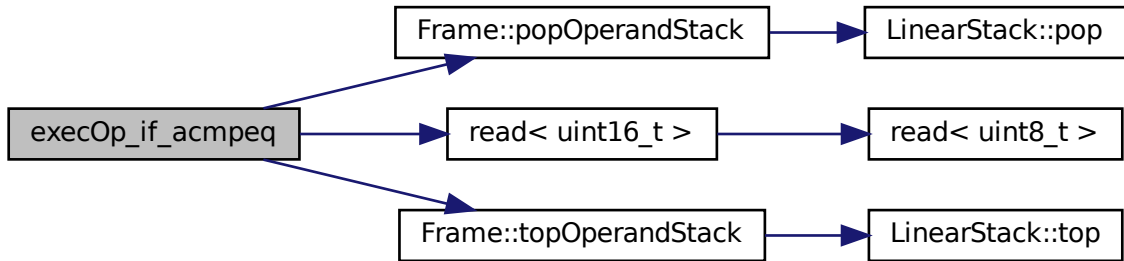 Frame::popOperandStack
LinearStack::pop
execOp_if_acmpeq
read< uint16_t >
read< uint8_t >
Frame::topOperandStack
LinearStack::top